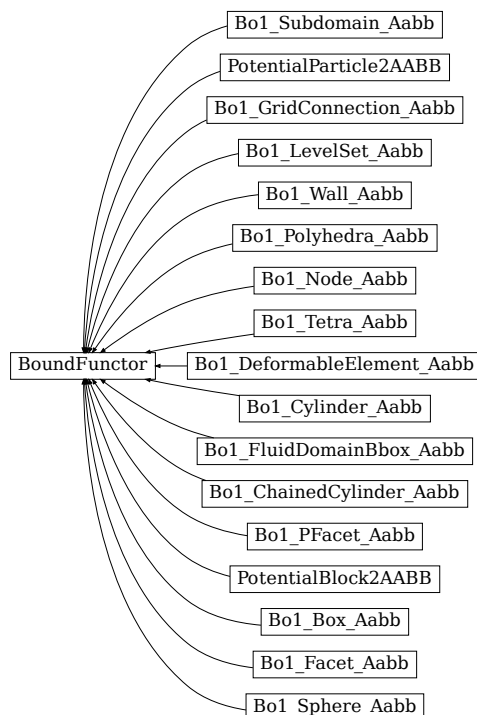 Bo1_Subdomain_Aabb
PotentialParticle2AABB
Bo1_GridConnection_Aabb
Bo1_LevelSet_Aabb
Bo1_Wall_Aabb
Bo1_Polyhedra_Aabb
Bo1_Node_Aabb
Bo1_Tetra_Aabb
BoundFunctor
Bo1_DeformableElement_Aabb
Bo1_Cylinder_Aabb
Bo1_FluidDomainBbox_Aabb
Bo1_ChainedCylinder_Aabb
Bo1_PFacet_Aabb
PotentialBlock2AABB
Bo1_Box_Aabb
Bo1_Facet_Aabb
Bo1_Sphere_Aabb